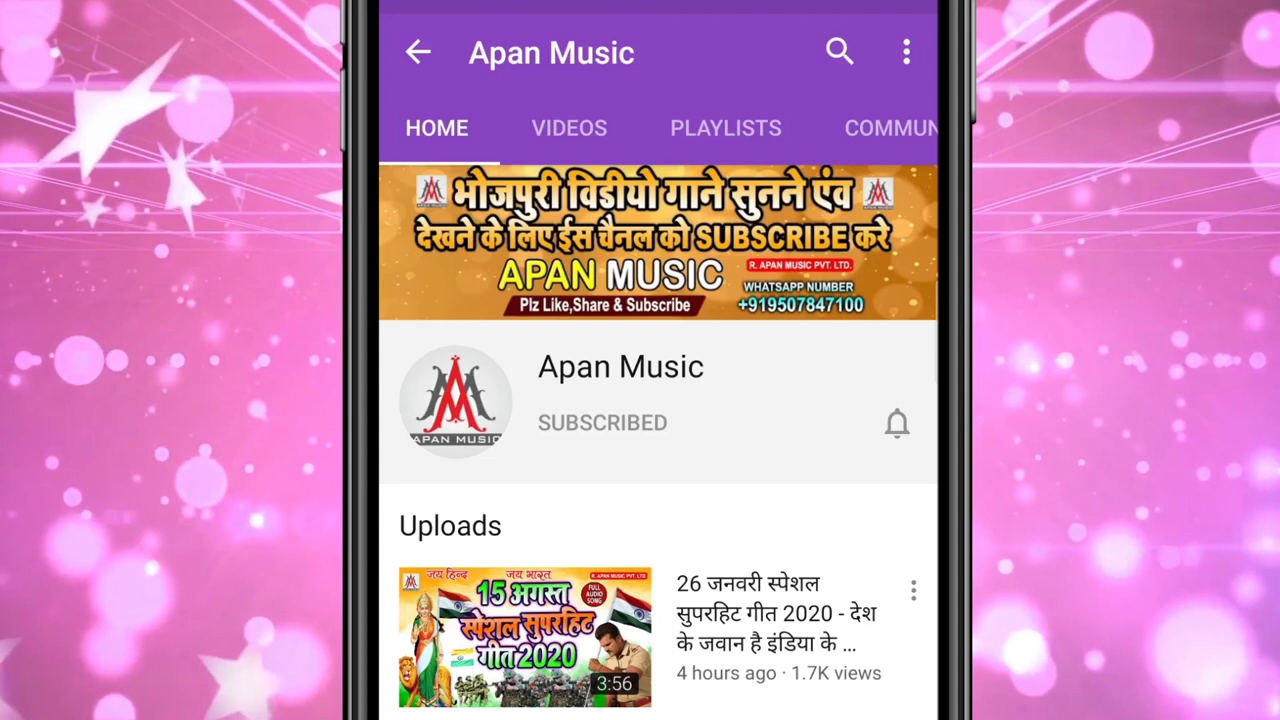 Apan Music
HOME VIDEOS PLAYLISTS COMMUN
भोजपुरी विडीयो गाने सुनने एंव
देखने के लिए ईस चैनल को SUBSCRIBE करे
APAN MUSIC
R. APAN MUSIC PVT. LTD.
WHATSAPP NUMBER
Plz Like,Share & Subscribe
+919507847100
Apan Music
SUBSCRIBED
APAN MUSIC
Uploads
जय हिन्द जय भारत
R. APAN MUSIC PVT. LTD
15 अगस्त
FULL
AUDIO
SONG
स्पेशल सुपरहिट
गीत 2020
3:56
26 जनवरी स्पेशल
सुपरहिट गीत 2020 - देश
के जवान है इंडिया के ...
4 hours ago · 1.7K views